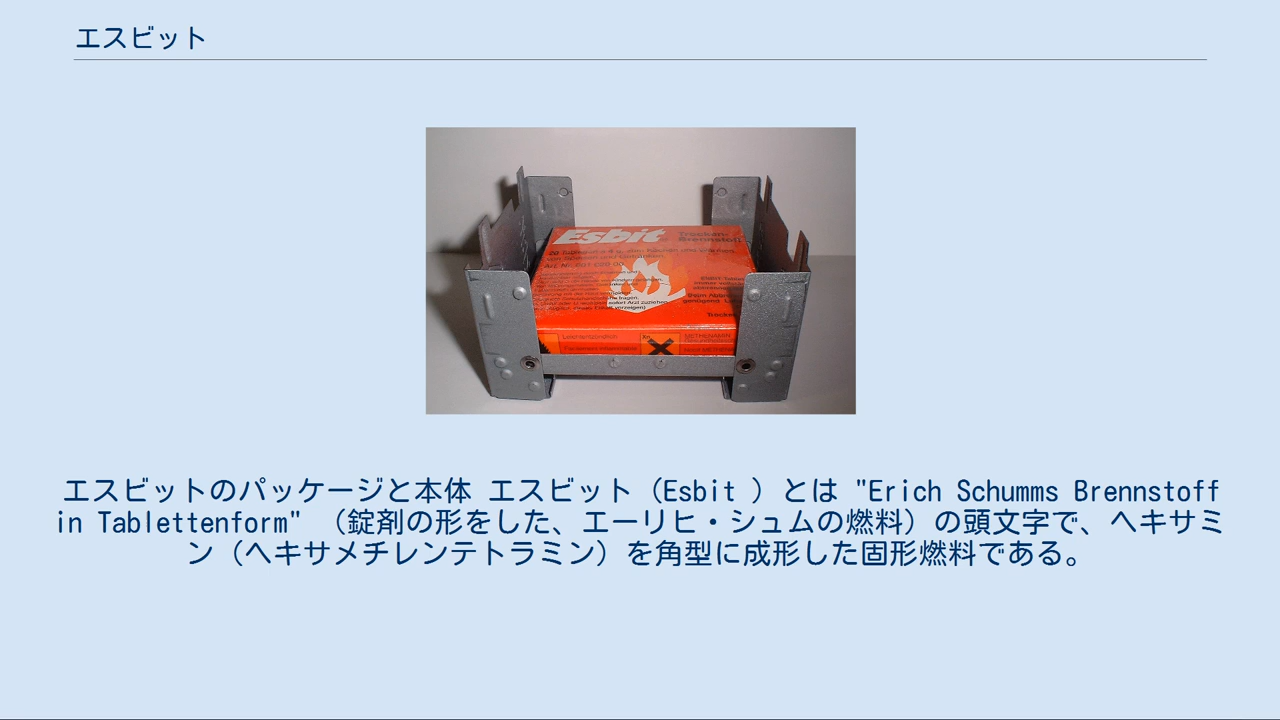 エスビット
Esbit Trocken-
Brennstoff
エスビットのパッケージと本体 エスビット（Esbit ）とは "Erich Schumms Brennstoff
in Tablettenform" （錠剤の形をした、エーリヒ・シュムの燃料）の頭文字で、ヘキサミ
ン（ヘキサメチレンテトラミン）を角型に成形した固形燃料である。